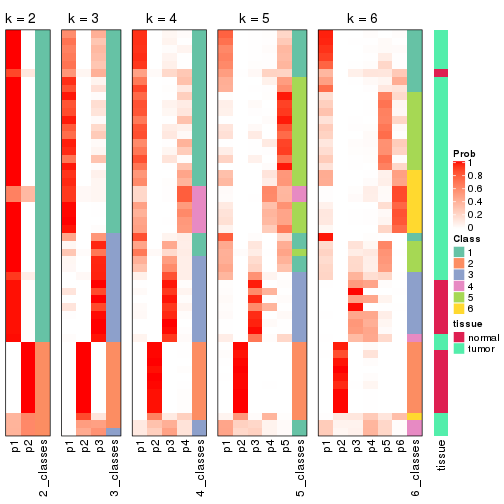 k = 2 k = 3 k = 4 k = 5 k = 6
Prob
1
0.8
0.6
0.4
0.2
0
Class
1
2
3
4
5
6
tissue
normal
tumor
p1 p2 2_classes p1 p2 p3 3_classes p1 p2 p3 p4 4_classes p1 p2 p3 p4 p5 5_classes p1 p2 p3 p4 p5 p6 6_classes tissue